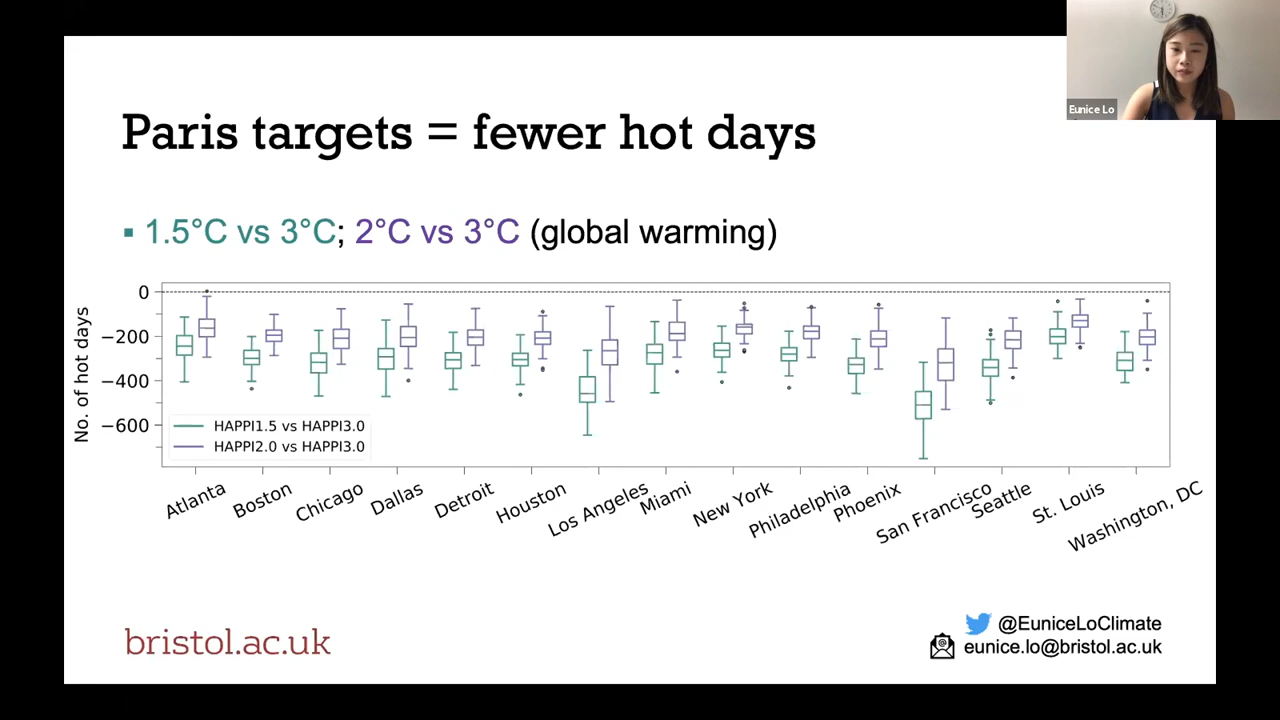 Eunice Lo
Paris targets = fewer hot days
▪ 1.5°C vs 3°C; 2°C vs 3°C (global warming)
No. of hot days
0
−200
−400
−600
HAPPI1.5 vs HAPPI3.0
HAPPI2.0 vs HAPPI3.0
Atlanta
Boston
Chicago
Dallas
Detroit
Houston
Los Angeles
Miami
New York
Philadelphia
Phoenix
San Francisco
Seattle
St. Louis
Washington, DC
bristol.ac.uk
@EuniceLoClimate
eunice.lo@bristol.ac.uk